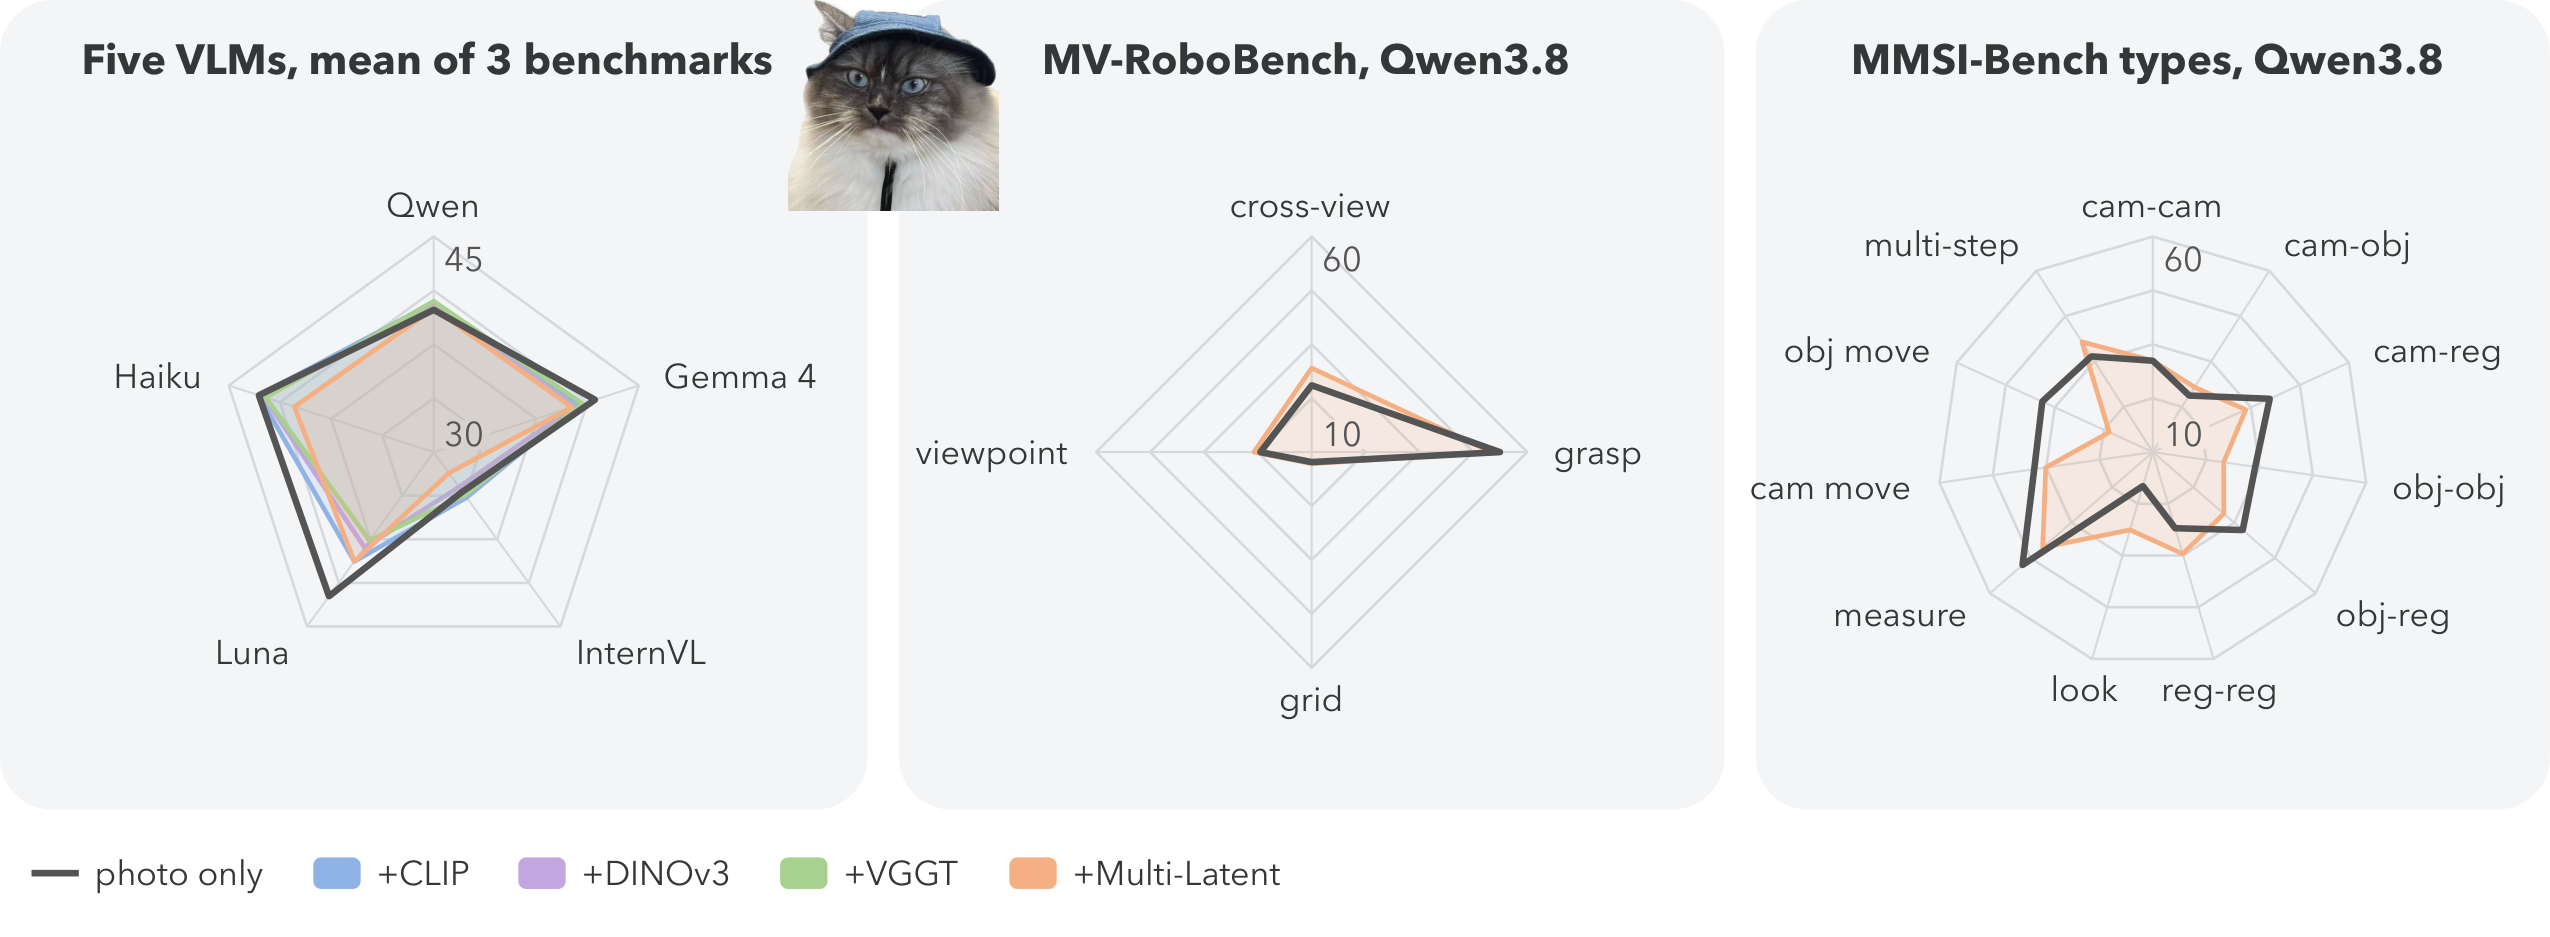 Five VLMs, mean of 3 benchmarks
Qwen
45
Haiku
Gemma 4
30
Luna
InternVL
MV-RoboBench, Qwen3.8
cross-view
60
10
viewpoint
grasp
grid
MMSI-Bench types, Qwen3.8
cam-cam
multi-step
60
cam-obj
obj move
cam-reg
10
cam move
obj-obj
measure
obj-reg
look
reg-reg
photo only
+CLIP
+DINOv3
+VGGT
+Multi-Latent